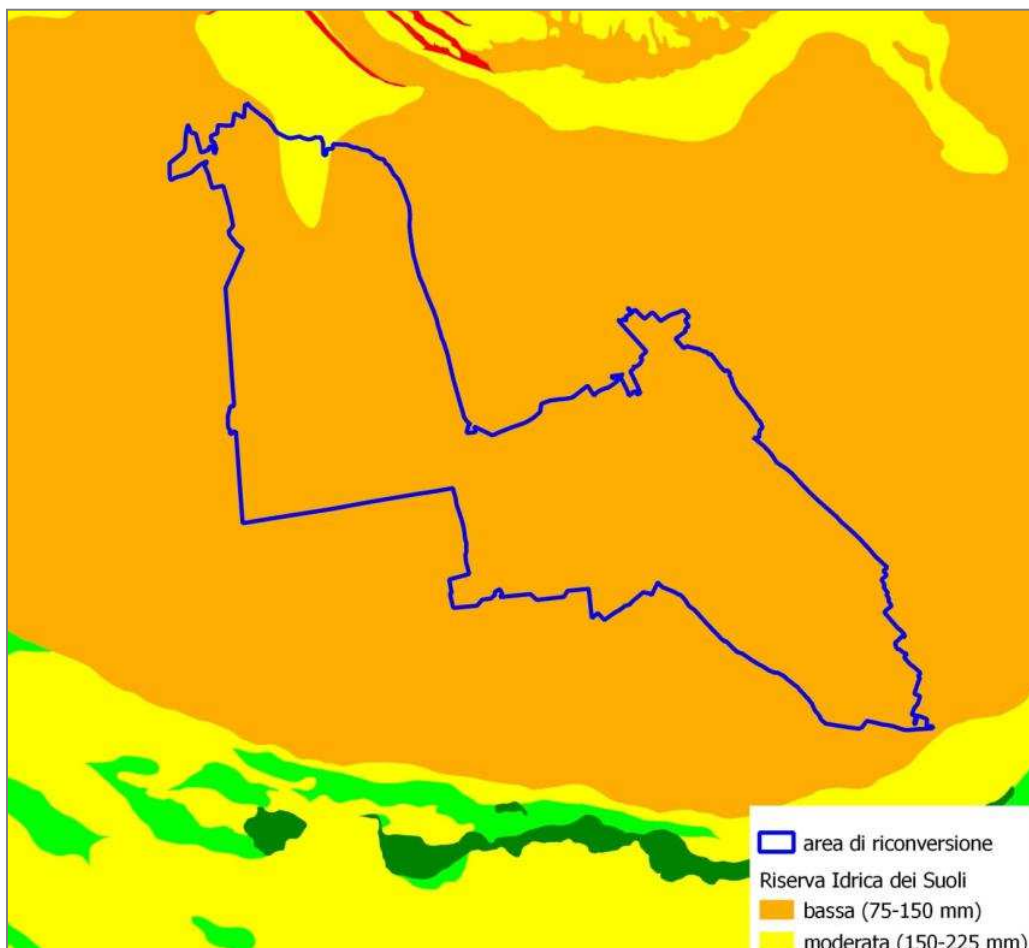 area di riconversione
Riserva Idrica dei Suoli
bassa (75-150 mm)
moderata (150-225 mm)